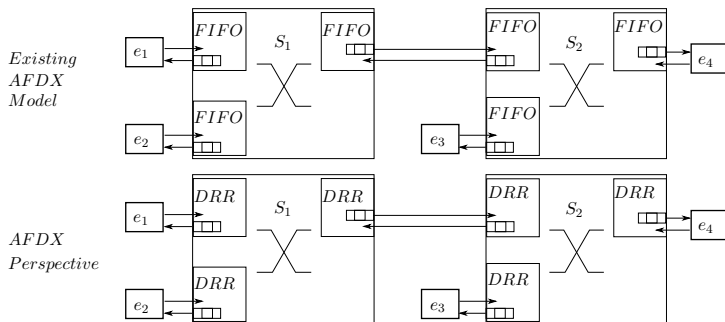 FIFO
S1
FIFO
FIFO
S2
FIFO
Existing
AFDX
Model
e1
e4
FIFO
FIFO
e2
e3
DRR
S1
DRR
DRR
S2
DRR
e1
e4
AFDX
Perspective
DRR
DRR
e2
e3